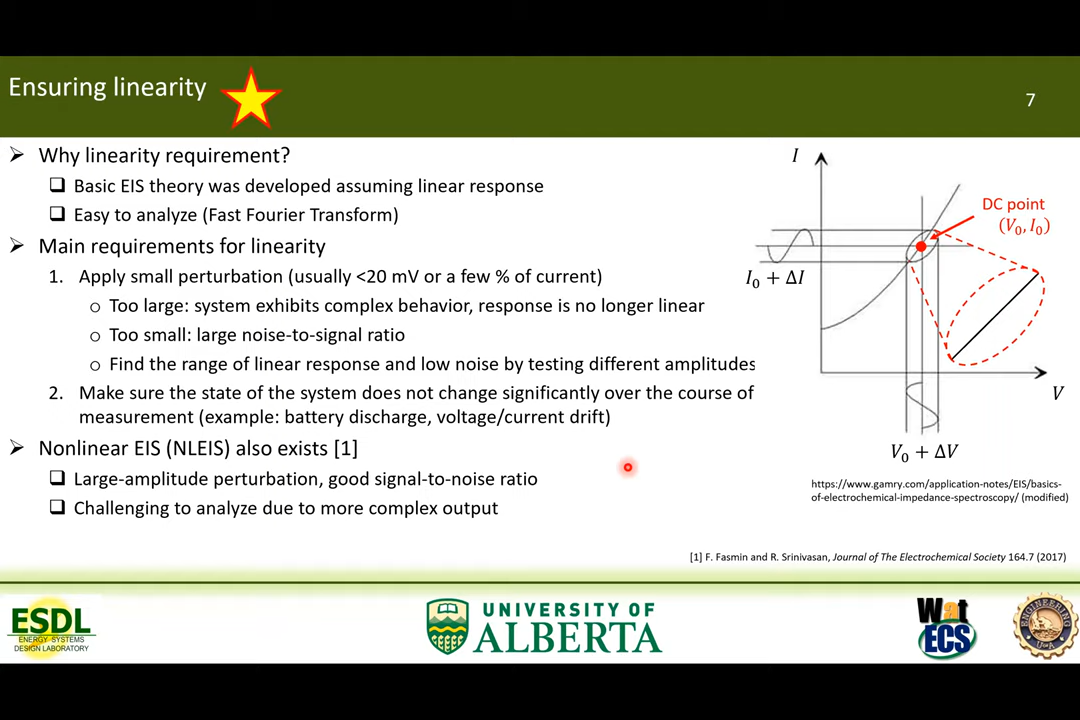 Ensuring linearity
7
➢ Why linearity requirement?
❑ Basic EIS theory was developed assuming linear response
❑ Easy to analyze (Fast Fourier Transform)
➢ Main requirements for linearity
1. Apply small perturbation (usually <20 mV or a few % of current)
o Too large: system exhibits complex behavior, response is no longer linear
o Too small: large noise-to-signal ratio
o Find the range of linear response and low noise by testing different amplitudes
2. Make sure the state of the system does not change significantly over the course of
measurement (example: battery discharge, voltage/current drift)
➢ Nonlinear EIS (NLEIS) also exists [1]
❑ Large-amplitude perturbation, good signal-to-noise ratio
❑ Challenging to analyze due to more complex output
I
DC point
(V₀, I₀)
I₀ + ΔI
V
V₀ + ΔV
https://www.gamry.com/application-notes/EIS/basics-
of-electrochemical-impedance-spectroscopy/ (modified)
[1] F. Fasmin and R. Srinivasan, Journal of The Electrochemical Society 164.7 (2017)
ESDL
ENERGY SYSTEMS
DESIGN LABORATORY
UNIVERSITY OF
ALBERTA
Wat
ECS
ENGINEERING
U of A